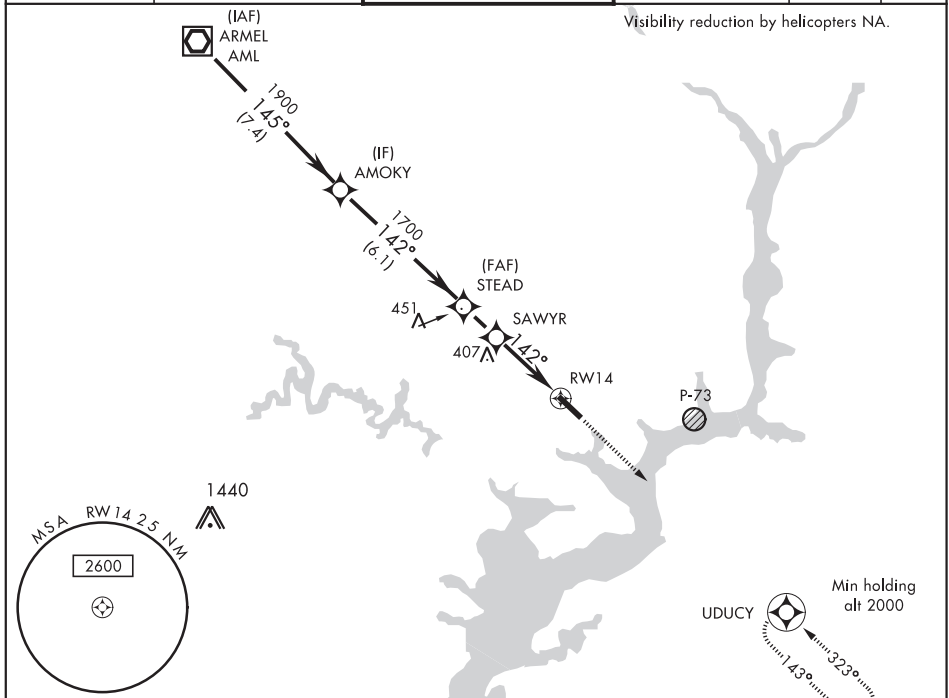 Visibility reduction by helicopters NA.
(IAF)
ARMEL
AML
1900
145°
(7.4)
(IF)
AMOKY
1700
142°
(6.1)
(FAF)
STEAD
451
SAWYR
407
142°
RW14
P-73
1440
MSA RW14 25 NM
2600
Min holding
alt 2000
UDUCY
143°
323°